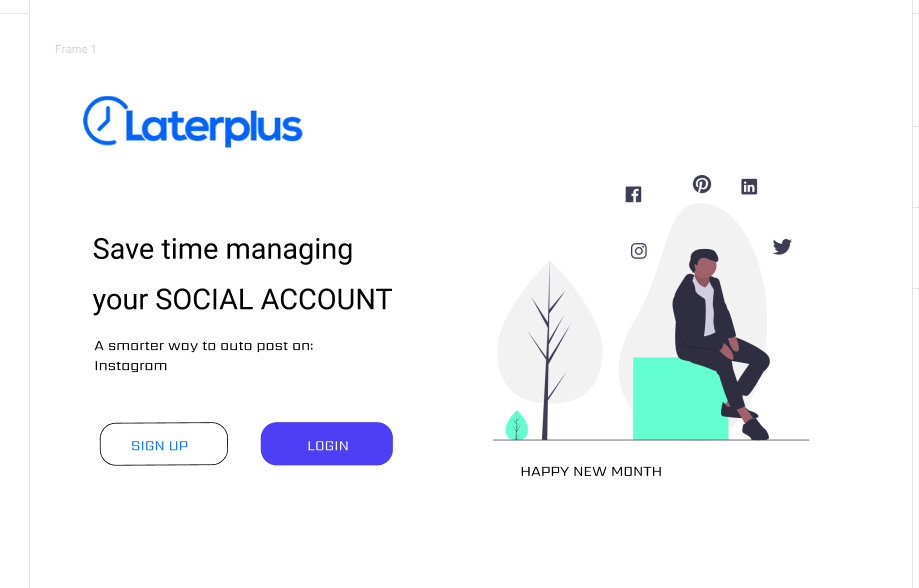 Frame 1
Laterplus
Save time managing
your SOCIAL ACCOUNT
A smarter way to auto post on:
Instagram
SIGN UP
LOGIN
HAPPY NEW MONTH